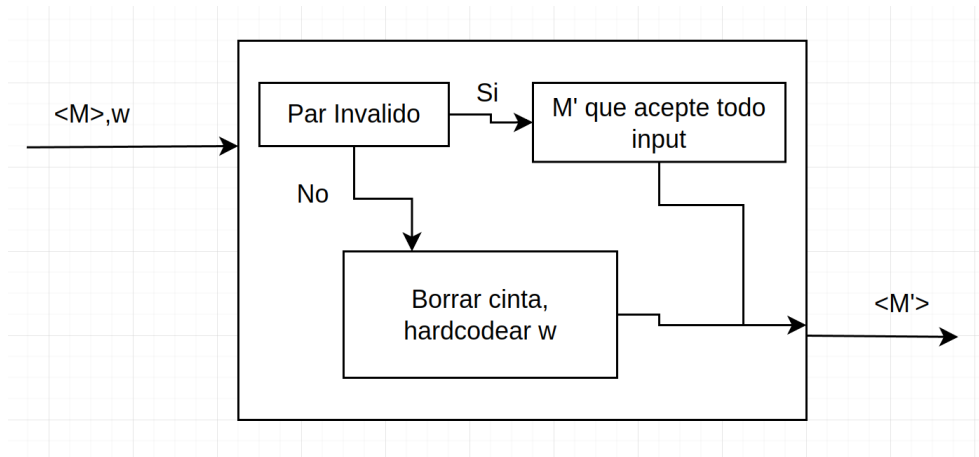 <M>,w
Par Invalido
Si
M' que acepte todo
input
No
Borrar cinta,
hardcodear w
<M'>